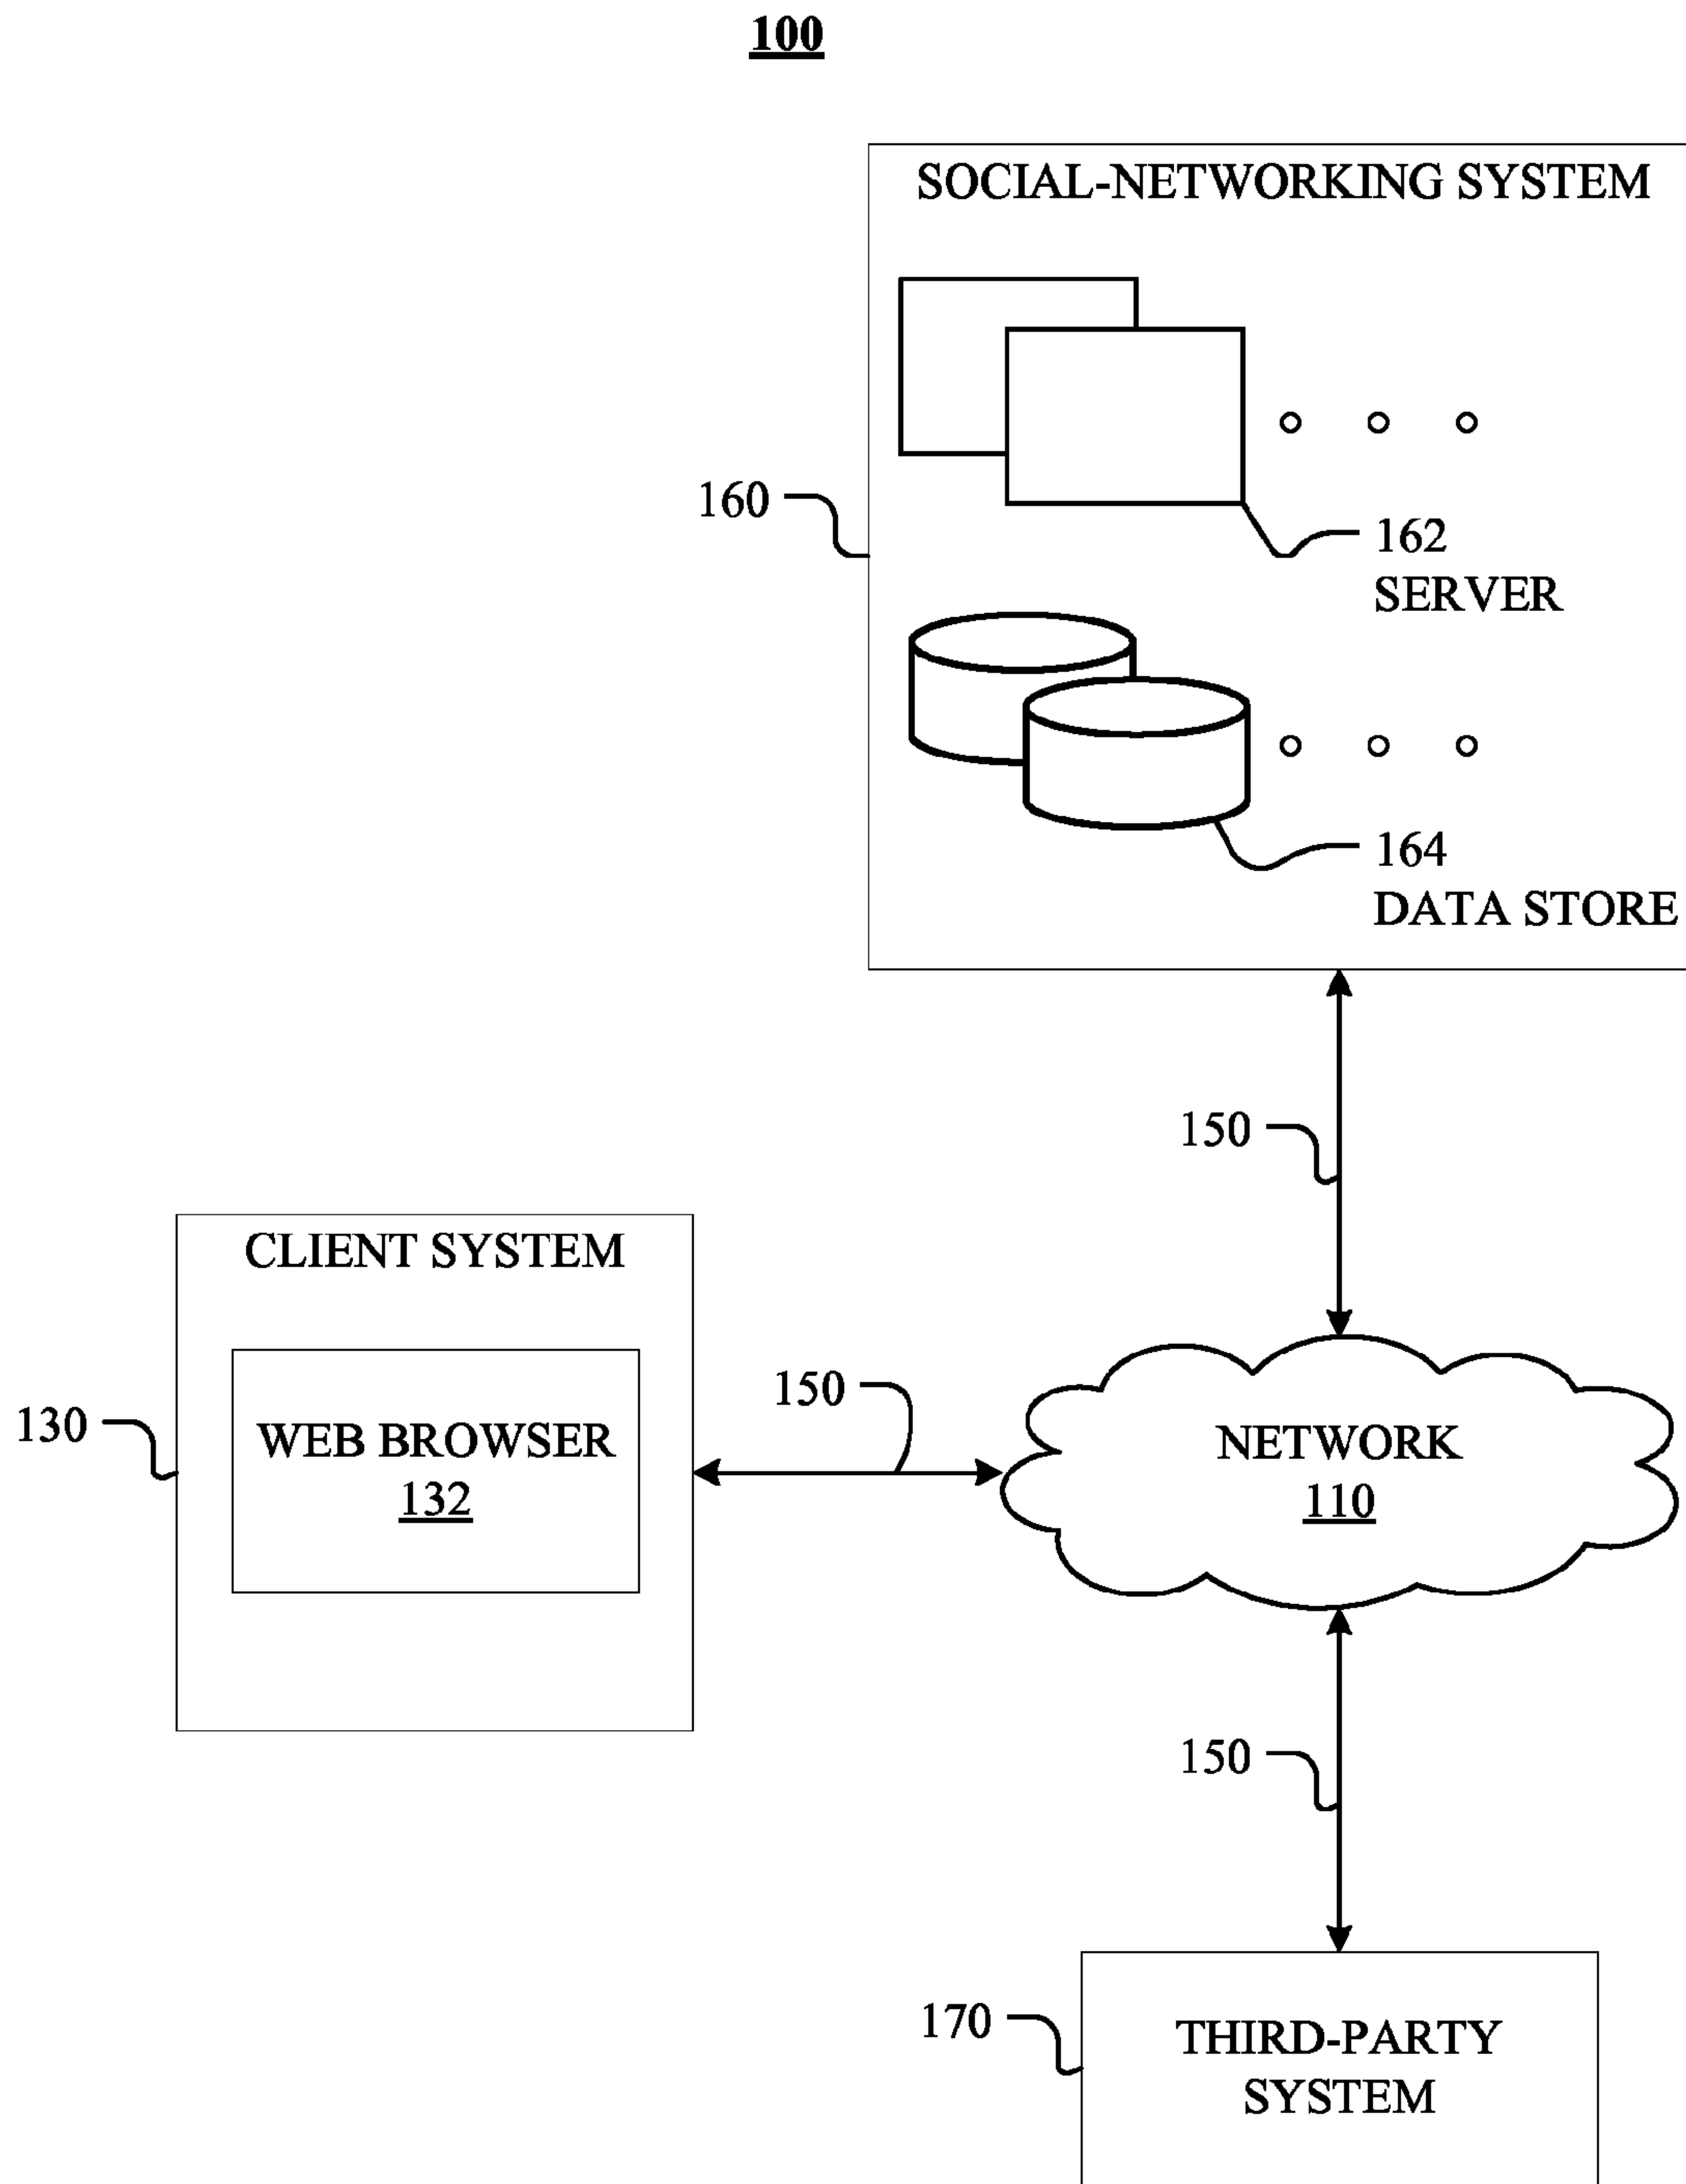 100
SOCIAL-NETWORKING SYSTEM
160
162
SERVER
164
DATA STORE
150
CLIENT SYSTEM
130
WEB BROWSER
132
150
NETWORK
110
150
170
THIRD-PARTY
SYSTEM